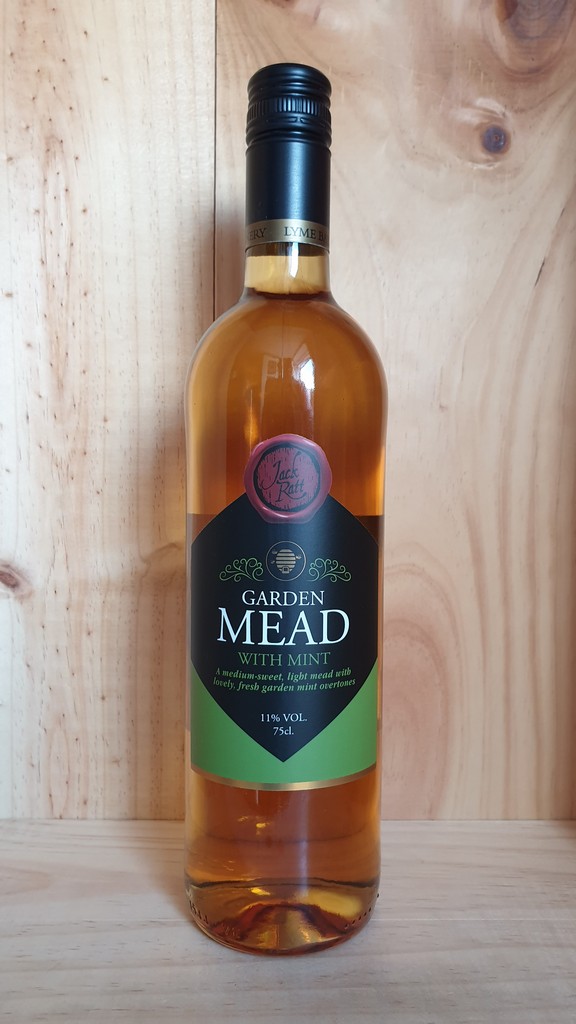 LYME
Jack
Ratt
GARDEN
MEAD
WITH MINT
A medium-sweet, light mead with
lovely, fresh garden mint overtones
11% VOL.
75cl.